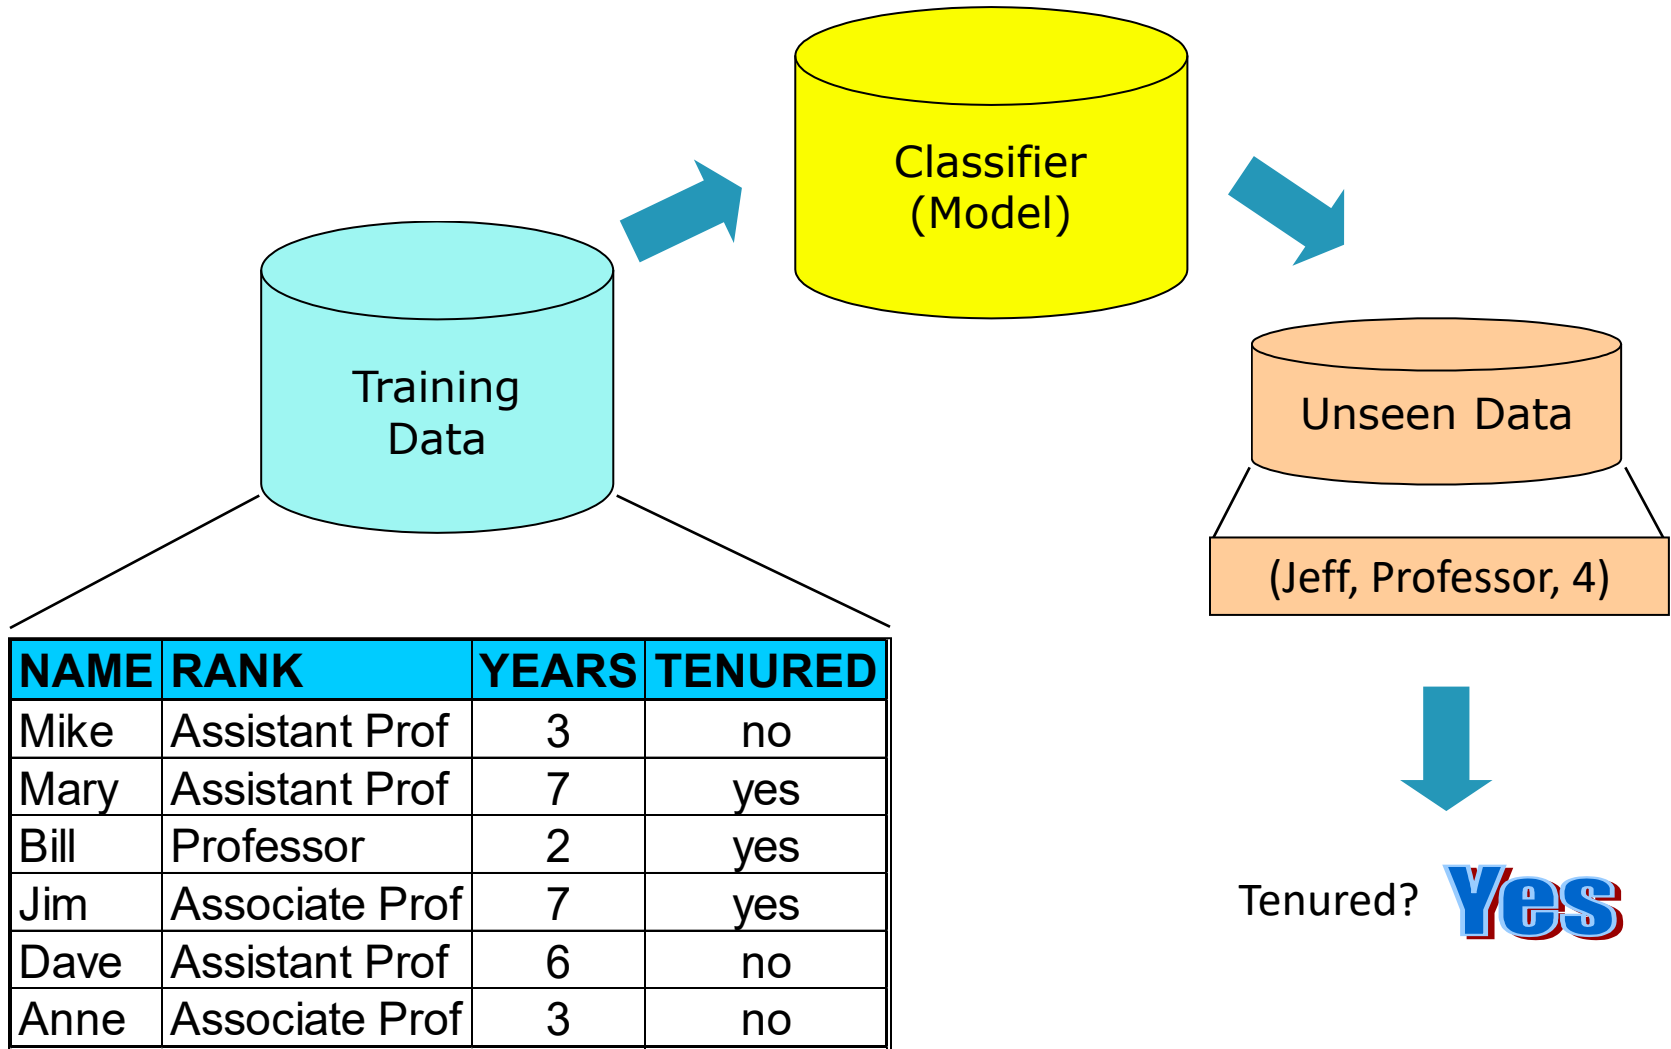 Classifier
(Model)
Training
Data
Unseen Data
(Jeff, Professor, 4)
NAME RANK YEARS TENURED
Mike Assistant Prof 3 no
Mary Assistant Prof 7 yes
Bill Professor 2 yes
Jim Associate Prof 7 yes
Dave Assistant Prof 6 no
Anne Associate Prof 3 no
Tenured? Yes